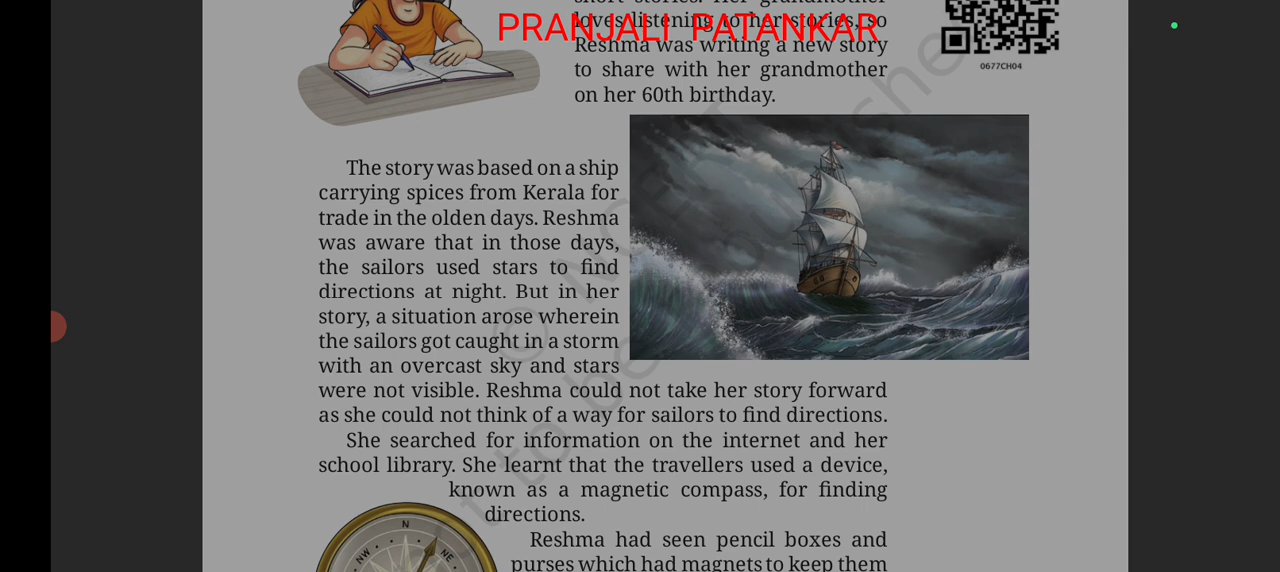 short stories. Her grandmother
loves listening to her stories, so
PRANJALI PATANKAR
Reshma was writing a new story
to share with her grandmother
on her 60th birthday.
0677CH04
The story was based on a ship
carrying spices from Kerala for
trade in the olden days. Reshma
was aware that in those days,
the sailors used stars to find
directions at night. But in her
story, a situation arose wherein
the sailors got caught in a storm
with an overcast sky and stars
were not visible. Reshma could not take her story forward
as she could not think of a way for sailors to find directions.
She searched for information on the internet and her
school library. She learnt that the travellers used a device,
known as a magnetic compass, for finding
directions.
N
NW
NE
Reshma had seen pencil boxes and
purses which had magnets to keep them